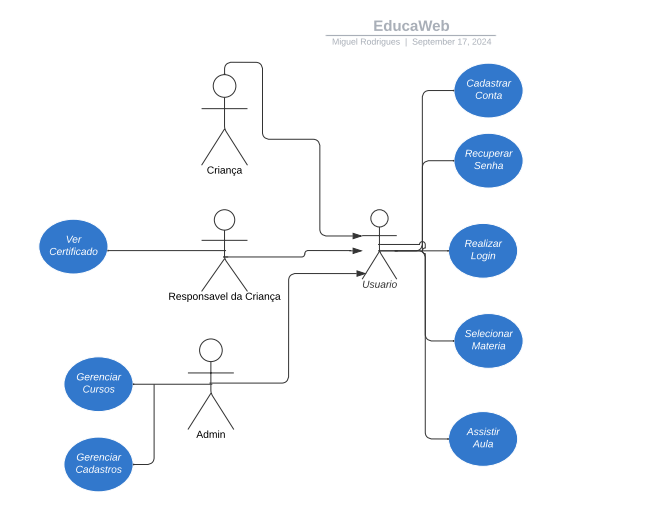 EducaWeb
Miguel Rodrigues | September 17, 2024
Cadastrar
Conta
Recuperar
Senha
Criança
Ver
Certificado
Realizar
Login
Usuario
Responsavel da Criança
Selecionar
Materia
Gerenciar
Cursos
Admin
Assistir
Aula
Gerenciar
Cadastros